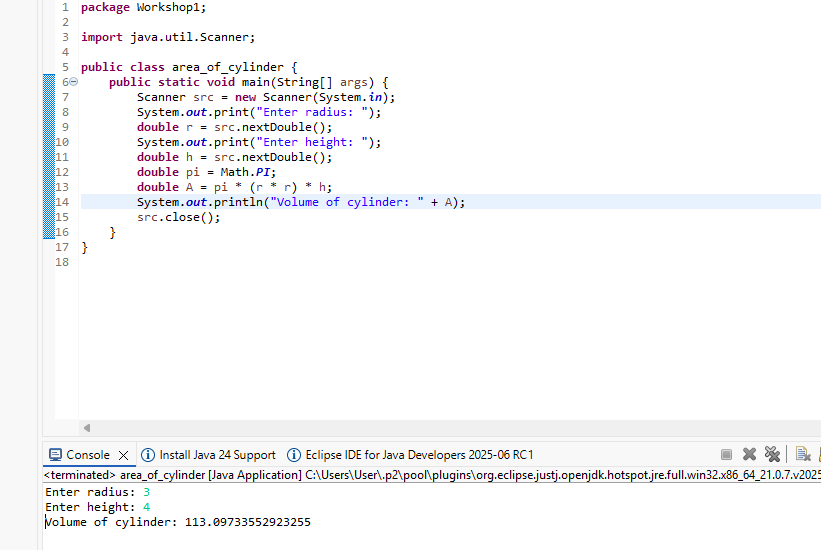 1 package Workshop1;
2
3 import java.util.Scanner;
4
5 public class area_of_cylinder {
6 public static void main(String[] args) {
7 Scanner src = new Scanner(System.in);
8 System.out.print("Enter radius: ");
9 double r = src.nextDouble();
10 System.out.print("Enter height: ");
11 double h = src.nextDouble();
12 double pi = Math.PI;
13 double A = pi * (r * r) * h;
14 System.out.println("Volume of cylinder: " + A);
15 src.close();
16 }
17 }
18
Console Install Java 24 Support Eclipse IDE for Java Developers 2025-06 RC1
<terminated> area_of_cylinder [Java Application] C:\Users\User\.p2\pool\plugins\org.eclipse.justj.openjdk.hotspot.jre.full.win32.x86_64_21.0.7.v2025
Enter radius: 3
Enter height: 4
Volume of cylinder: 113.09733552923255